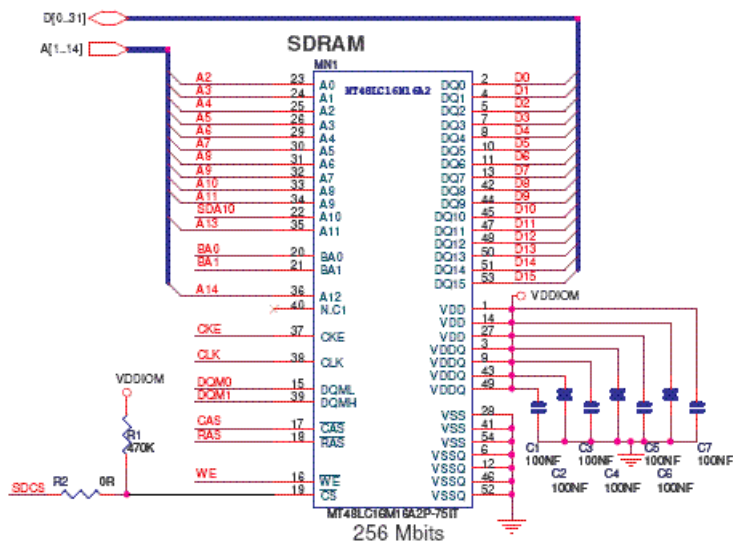 D[0..31]
A[1..14]
SDRAM
MN1
MT48LC16M16A2
A2 23 A0
A3 24 A1
A4 25 A2
A5 26 A3
A6 29 A4
A7 30 A5
A8 31 A6
A9 32 A7
A10 33 A8
A11 34 A9
SDA10 22 A10
A13 35 A11
BA0 20 BA0
BA1 21 BA1
A14 36 A12
40 N.C1
CKE 37 CKE
CLK 38 CLK
DQM0 15 DQML
DQM1 39 DQMH
CAS 17 CAS
RAS 18 RAS
WE 16 WE
19 CS
DQ0 2 D0
DQ1 4 D1
DQ2 5 D2
DQ3 7 D3
DQ4 8 D4
DQ5 10 D5
DQ6 11 D6
DQ7 13 D7
DQ8 42 D8
DQ9 44 D9
DQ10 45 D10
DQ11 47 D11
DQ12 48 D12
DQ13 50 D13
DQ14 51 D14
DQ15 53 D15
VDDIOM
VDD 1
VDD 14
VDD 27
VDDQ 3
VDDQ 9
VDDQ 43
VDDQ 49
VSS 28
VSS 41
VSS 54
VSSQ 6
VSSQ 12
VSSQ 46
VSSQ 52
VDDIOM
R1
470K
SDCS R2 0R
C1 C3 C5 C7
100NF 100NF 100NF 100NF
C2 C4 C6
100NF 100NF 100NF
MT48LC16M16A2P-75IT
256 Mbits